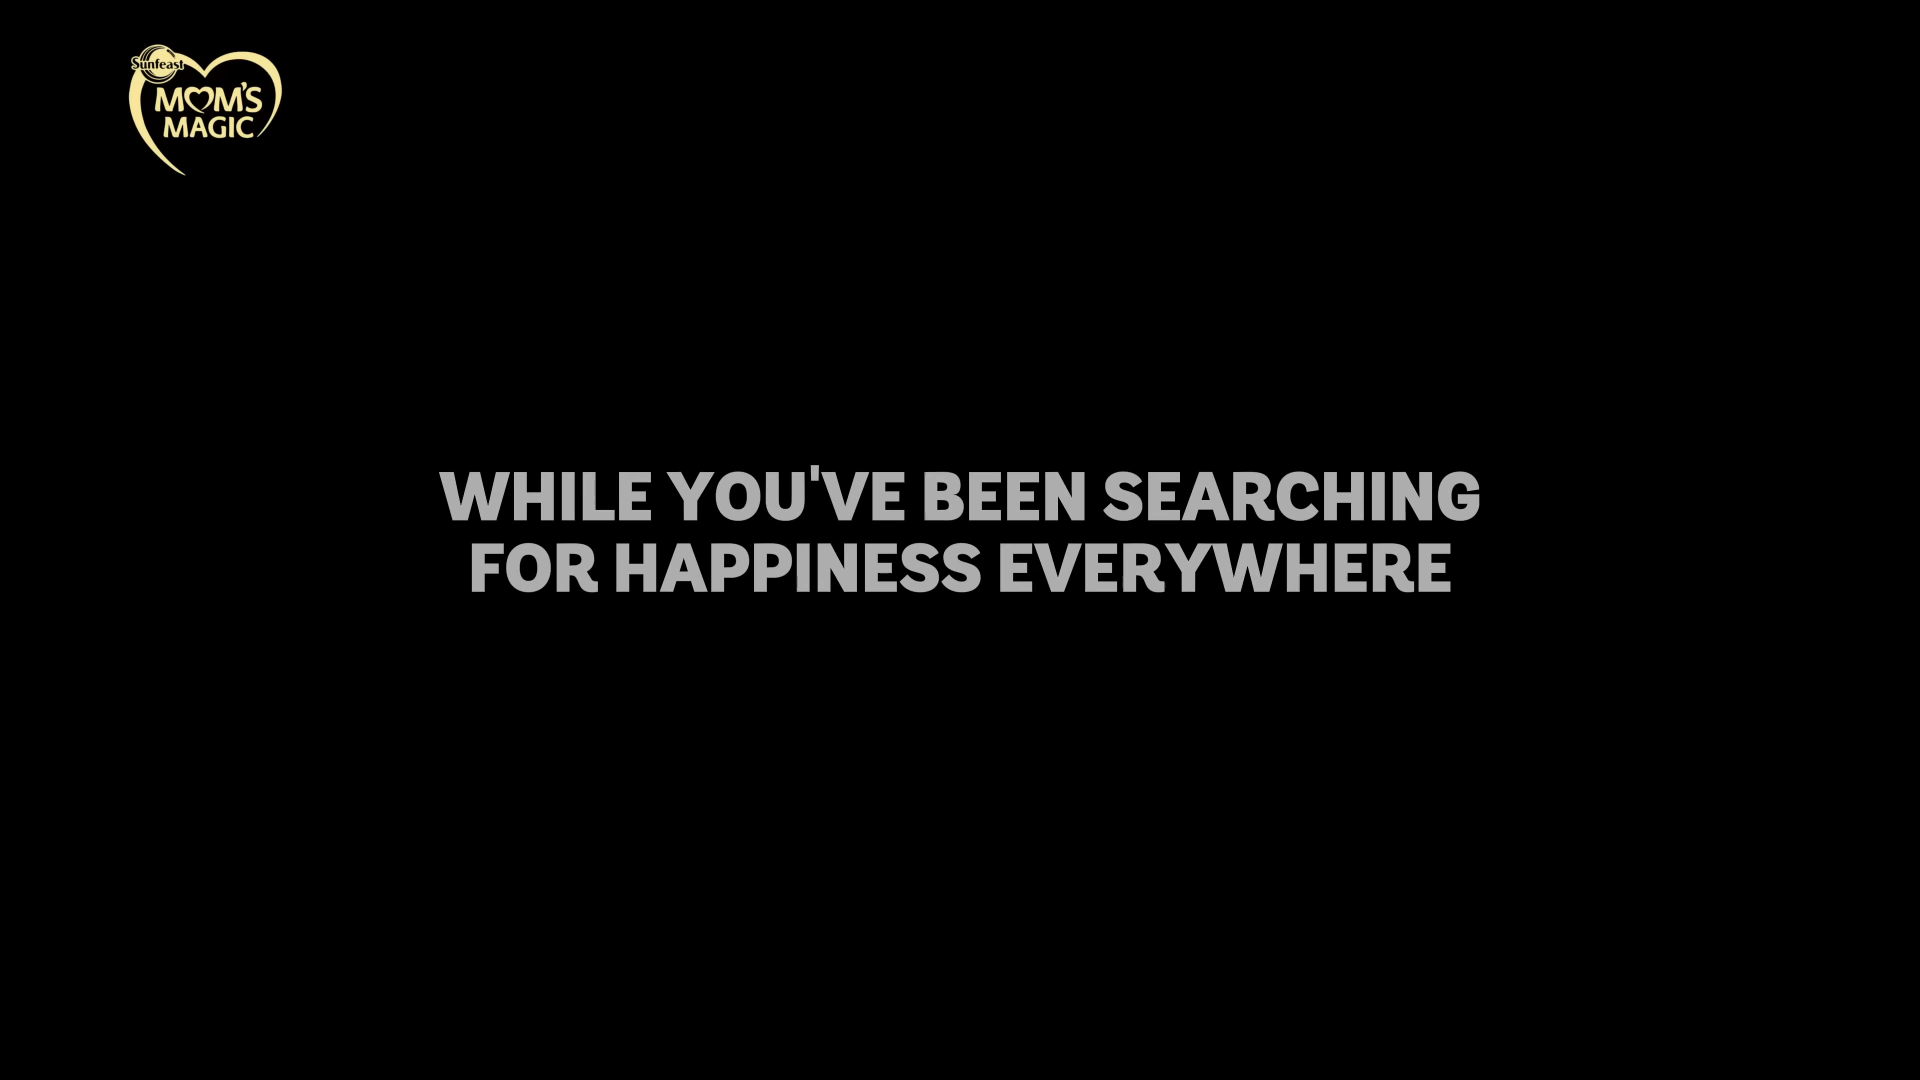 Sunfeast
MOM'S
MAGIC
WHILE YOU'VE BEEN SEARCHING
FOR HAPPINESS EVERYWHERE